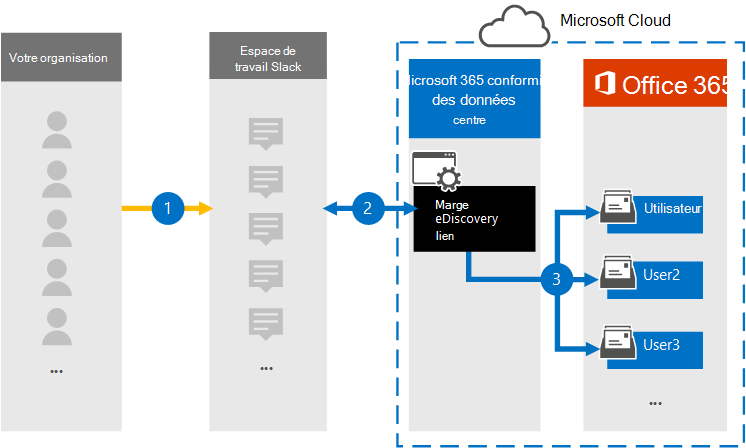 Microsoft Cloud
Votre organisation
Espace de
travail Slack
icrosoft 365 conformi
des données
centre
Office 365
1
2
Marge
eDiscovery
lien
3
Utilisateur
User2
User3
...
...
...